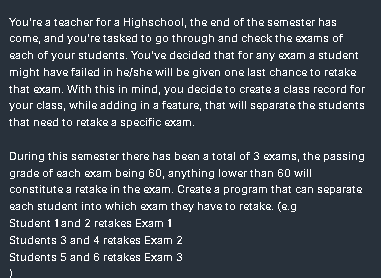 You're a teacher for a Highschool, the end of the semester has
come, and you're tasked to go through and check the exams of
each of your students. You've decided that for any exam a student
might have failed in he/she will be given one last chance to retake
that exam. With this in mind, you decide to create a class record for
your class, while adding in a feature, that will separate the students
that need to retake a specific exam.

During this semester there has been a total of 3 exams, the passing
grade of each exam being 60, anything lower than 60 will
constitute a retake in the exam. Create a program that can separate
each student into which exam they have to retake. (e.g
Student 1 and 2 retakes Exam 1
Students 3 and 4 retakes Exam 2
Students 5 and 6 retakes Exam 3
)